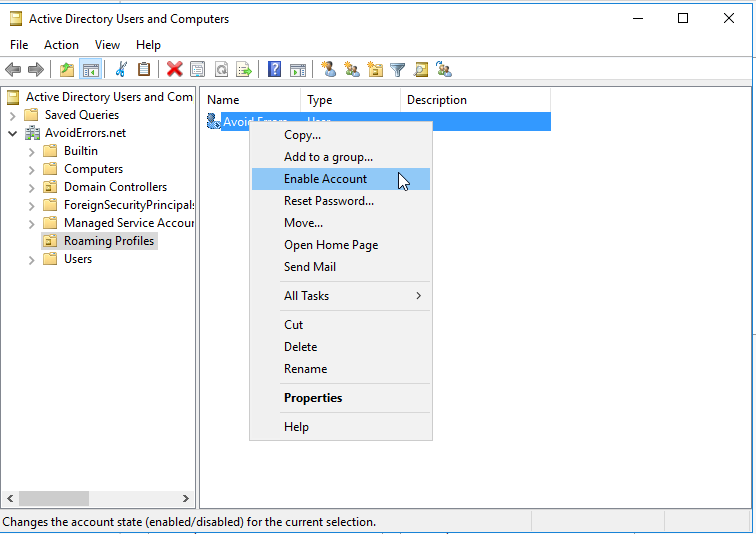 Active Directory Users and Computers
File Action View Help
Active Directory Users and Com
Saved Queries
AvoidErrors.net
Builtin
Computers
Domain Controllers
ForeignSecurityPrincipals
Managed Service Accour
Roaming Profiles
Users
Name Type Description
Avoid Errors User
Copy...
Add to a group...
Enable Account
Reset Password...
Move...
Open Home Page
Send Mail
All Tasks
Cut
Delete
Rename
Properties
Help
Changes the account state (enabled/disabled) for the current selection.